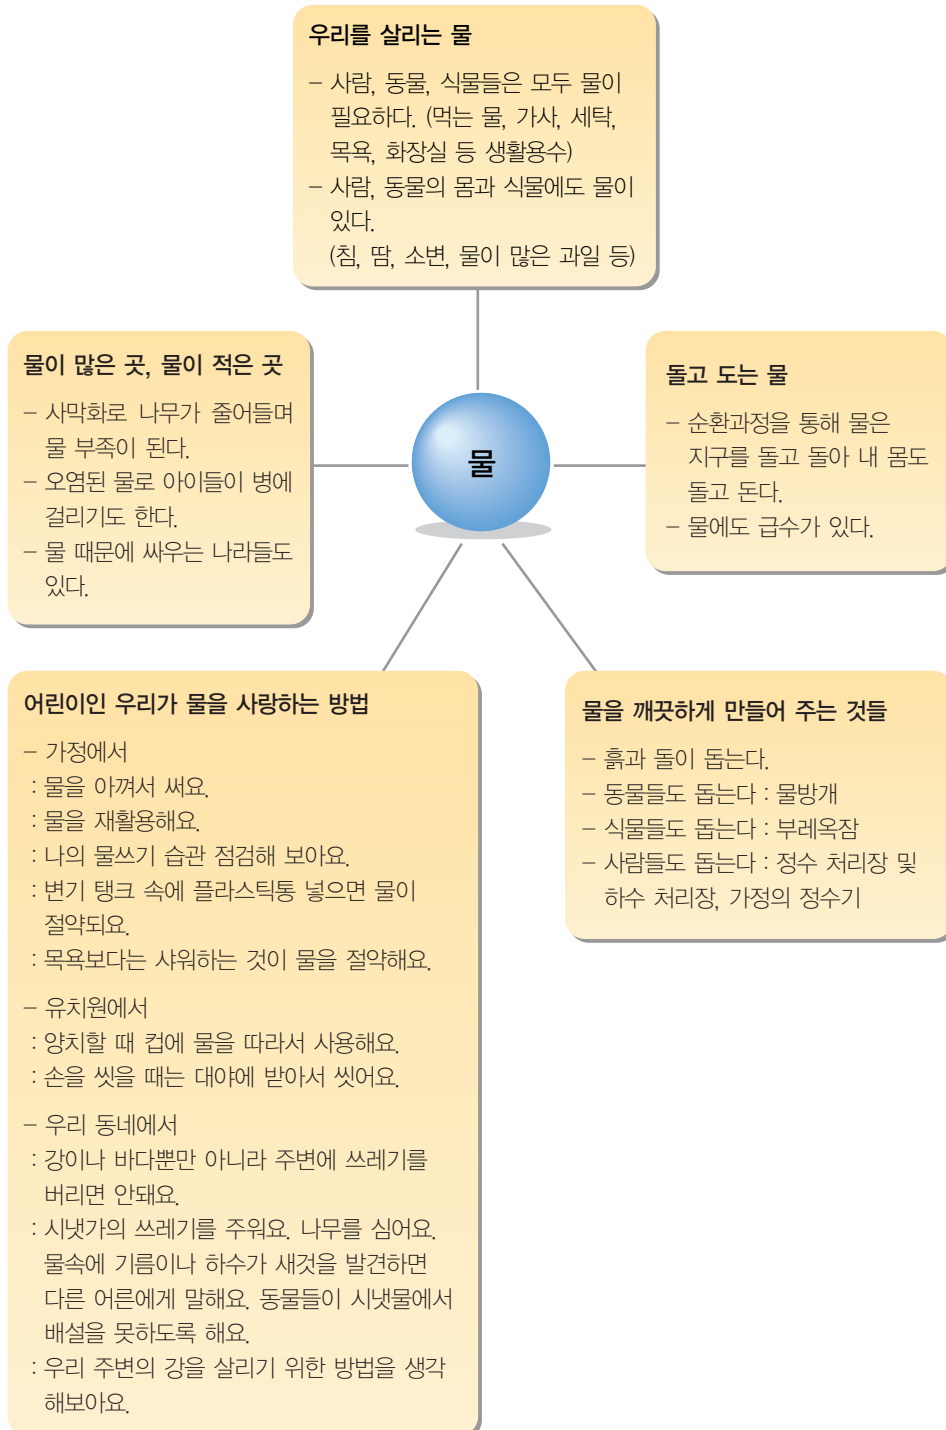 우리를 살리는 물
– 사람, 동물, 식물들은 모두 물이
필요하다. (먹는 물, 가사, 세탁,
목욕, 화장실 등 생활용수)
– 사람, 동물의 몸과 식물에도 물이
있다.
(침, 땀, 소변, 물이 많은 과일 등)
물이 많은 곳, 물이 적은 곳
– 사막화로 나무가 줄어들며
물 부족이 된다.
– 오염된 물로 아이들이 병에
걸리기도 한다.
– 물 때문에 싸우는 나라들도
있다.
물
돌고 도는 물
– 순환과정을 통해 물은
지구를 돌고 돌아 내 몸도
돌고 돈다.
– 물에도 급수가 있다.
어린이인 우리가 물을 사랑하는 방법
– 가정에서
: 물을 아껴서 써요.
: 물을 재활용해요.
: 나의 물쓰기 습관 점검해 보아요.
: 변기 탱크 속에 플라스틱통 넣으면 물이
절약되요.
: 목욕보다는 샤워하는 것이 물을 절약해요.
– 유치원에서
: 양치할 때 컵에 물을 따라서 사용해요.
: 손을 씻을 때는 대야에 받아서 씻어요.
– 우리 동네에서
: 강이나 바다뿐만 아니라 주변에 쓰레기를
버리면 안돼요.
: 시냇가의 쓰레기를 주워요. 나무를 심어요.
물속에 기름이나 하수가 새것을 발견하면
다른 어른에게 말해요. 동물들이 시냇물에서
배설을 못하도록 해요.
: 우리 주변의 강을 살리기 위한 방법을 생각
해보아요.
물을 깨끗하게 만들어 주는 것들
– 흙과 돌이 돕는다.
– 동물들도 돕는다 : 물방개
– 식물들도 돕는다 : 부레옥잠
– 사람들도 돕는다 : 정수 처리장 및
하수 처리장, 가정의 정수기